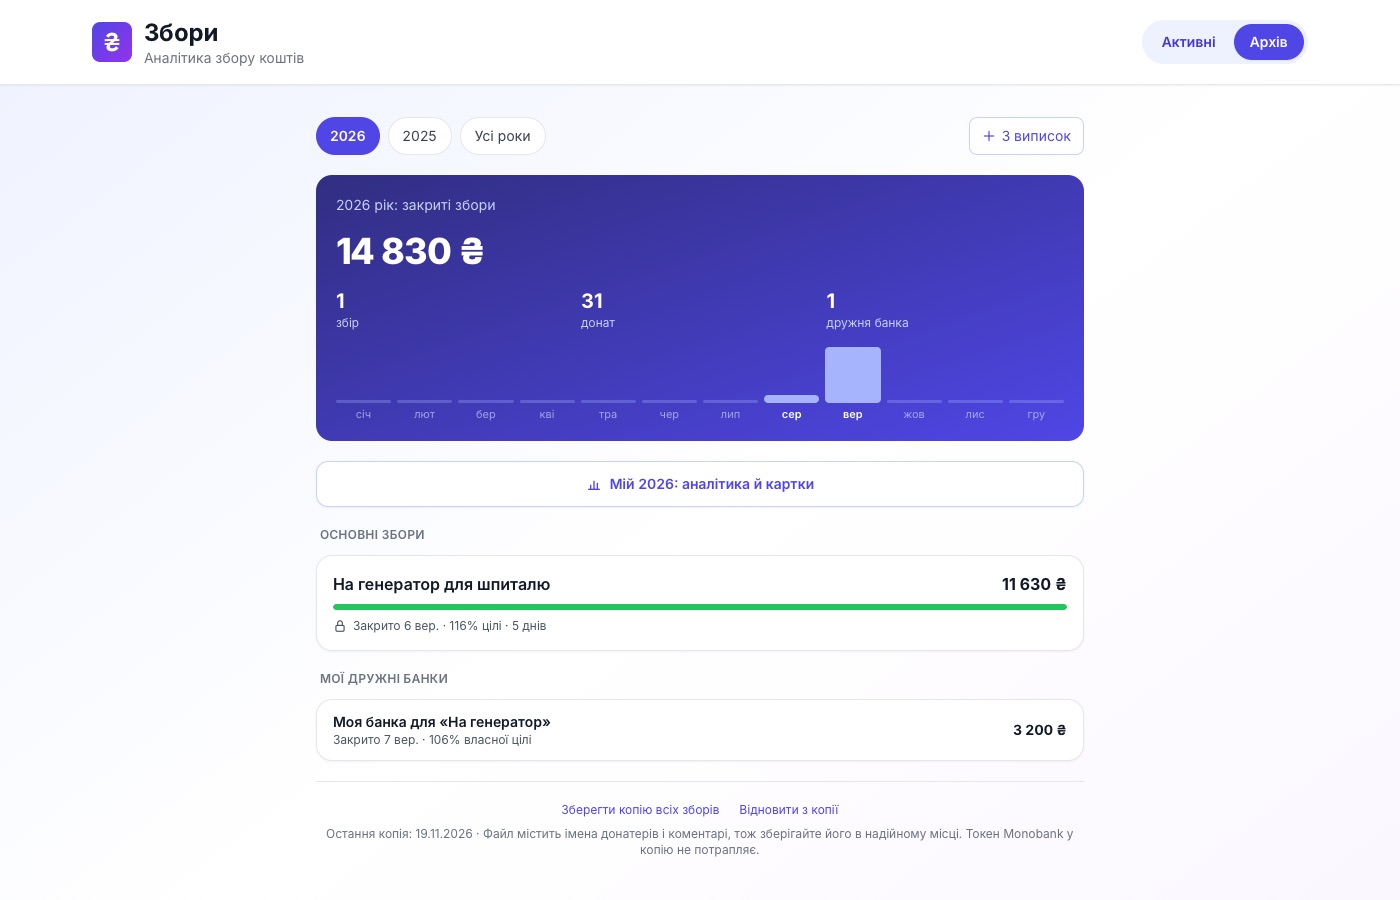 ₴
Збори
Аналітика збору коштів
Активні
Архів
2026
2025
Усі роки
+ З виписок
2026 рік: закриті збори
14 830 ₴
1
збір
31
донат
1
дружня банка
січ лют бер кві тра чер лип сер вер жов лис гру
Мій 2026: аналітика й картки
ОСНОВНІ ЗБОРИ
На генератор для шпиталю
11 630 ₴
Закрито 6 вер. · 116% цілі · 5 днів
МОЇ ДРУЖНІ БАНКИ
Моя банка для «На генератор»
Закрито 7 вер. · 106% власної цілі
3 200 ₴
Зберегти копію всіх зборів
Відновити з копії
Остання копія: 19.11.2026 · Файл містить імена донатерів і коментарі, тож зберігайте його в надійному місці. Токен Monobank у
копію не потрапляє.